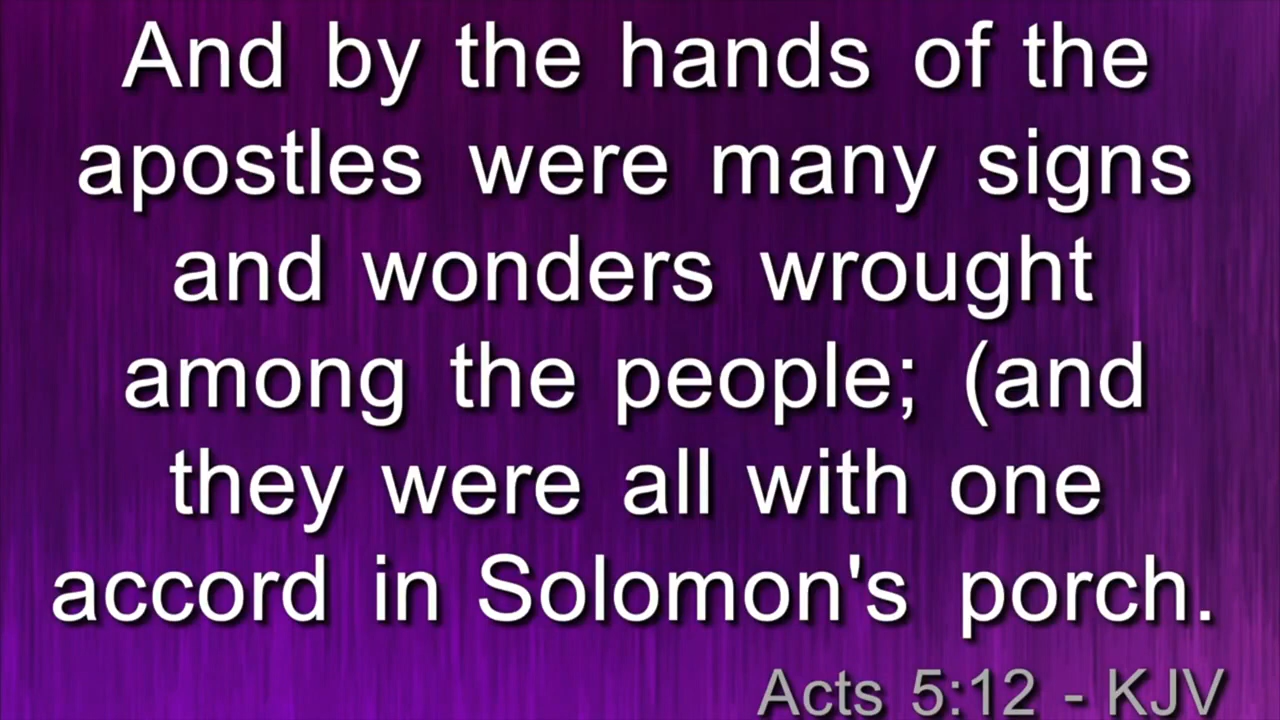 And by the hands of the
apostles were many signs
and wonders wrought
among the people; (and
they were all with one
accord in Solomon's porch.
Acts 5:12 - KJV